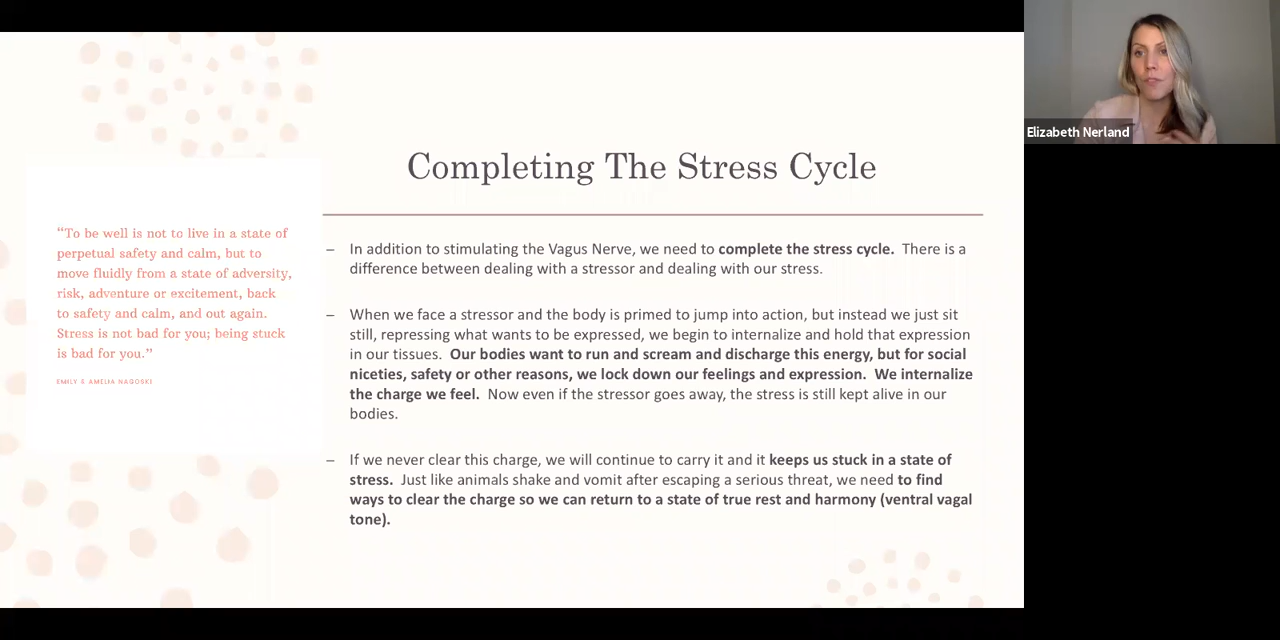 Completing The Stress Cycle
“To be well is not to live in a state of
perpetual safety and calm, but to
move fluidly from a state of adversity,
risk, adventure or excitement, back
to safety and calm, and out again.
Stress is not bad for you; being stuck
is bad for you.”
EMILY & AMELIA NAGOSKI
– In addition to stimulating the Vagus Nerve, we need to complete the stress cycle. There is a
difference between dealing with a stressor and dealing with our stress.
– When we face a stressor and the body is primed to jump into action, but instead we just sit
still, repressing what wants to be expressed, we begin to internalize and hold that expression
in our tissues. Our bodies want to run and scream and discharge this energy, but for social
niceties, safety or other reasons, we lock down our feelings and expression. We internalize
the charge we feel. Now even if the stressor goes away, the stress is still kept alive in our
bodies.
– If we never clear this charge, we will continue to carry it and it keeps us stuck in a state of
stress. Just like animals shake and vomit after escaping a serious threat, we need to find
ways to clear the charge so we can return to a state of true rest and harmony (ventral vagal
tone).
Elizabeth Nerland